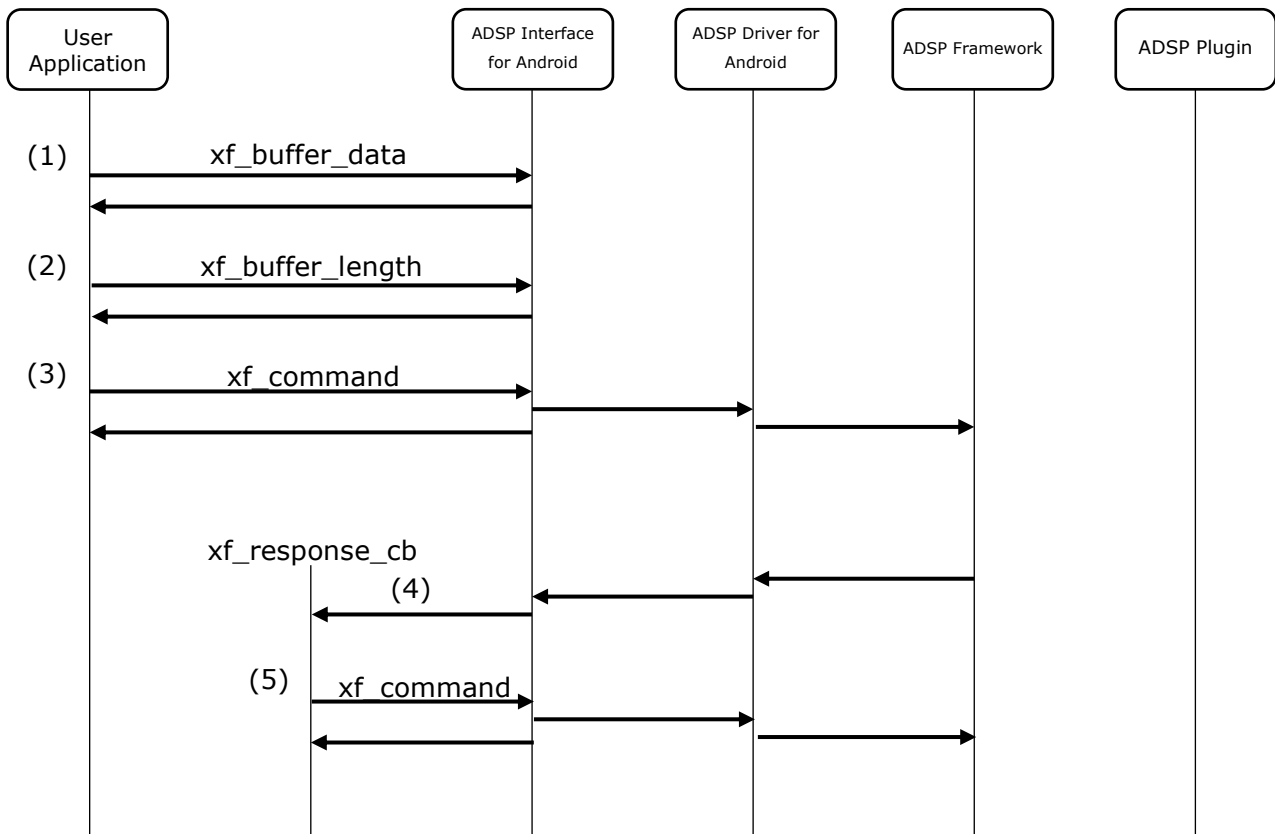 User
Application
ADSP Interface
for Android
ADSP Driver for
Android
ADSP Framework
ADSP Plugin
(1)
xf_buffer_data
(2)
xf_buffer_length
(3)
xf_command
xf_response_cb
(4)
(5)
xf_command